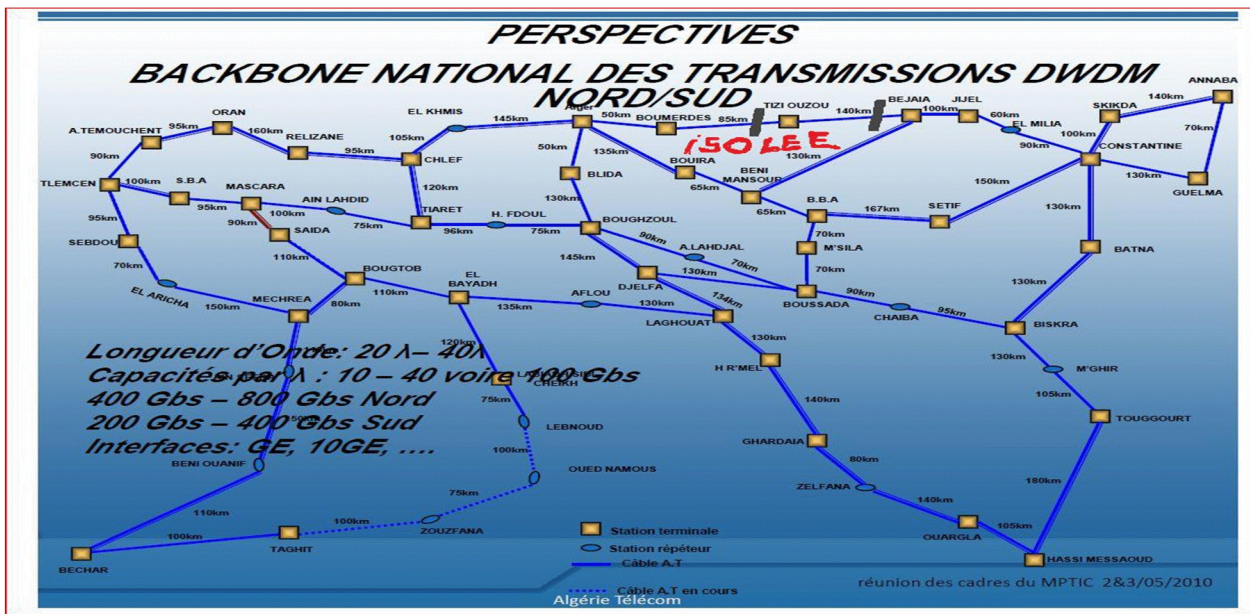 PERSPECTIVES
BACKBONE NATIONAL DES TRANSMISSIONS DWDM
NORD/SUD
ANNABA
140km
SKIKDA
ORAN
EL KHMIS
145km
Alger
50km
BOUMERDES
85km
TIZI OUZOU
140km
BEJAIA
100km
JIJEL
60km
EL MILIA
100km
70km
A.TEMOUCHENT
95km
160km
RELIZANE
105km
95km
CHLEF
50km
135km
ISOLEE
130km
90km
CONSTANTINE
90km
BLIDA
BOUIRA
65km
BENI
MANSOUR
150km
130km
GUELMA
TLEMCEN
100km
S.B.A
MASCARA
120km
130km
65km
B.B.A
167km
SETIF
130km
95km
100km
AIN LAHDID
TIARET
H. FDOUL
95km
90km
SAIDA
75km
96km
75km
BOUGHZOUL
90km
A.LAHDJAL
70km
M'SILA
BATNA
SEBDOU
110km
70km
BOUGTOB
EL
BAYADH
145km
130km
70km
70km
130km
EL ARICHA
MECHREA
80km
110km
AFLOU
DJELFA
BOUSSADA
90km
150km
135km
130km
134km
CHAIBA
95km
LAGHOUAT
BISKRA
120km
130km
130km
Longueur d'Onde: 20 λ– 40λ
Capacités par λ : 10 – 40 voire 100 Gbs
CHEIKH
H R'MEL
M'GHIR
400 Gbs – 800 Gbs Nord
75km
140km
105km
200 Gbs – 400 Gbs Sud
LEBNOUD
TOUGGOURT
Interfaces: GE, 10GE, ....
100km
GHARDAIA
BENI OUANIF
OUED NAMOUS
80km
75km
ZELFANA
180km
110km
140km
100km
ZOUZFANA
105km
100km
TAGHIT
Station terminale
OUARGLA
BECHAR
Station répéteur
HASSI MESSAOUD
Câble A.T
réunion des cadres du MPTIC 2&3/05/2010
Câble A.T en cours
Algérie Télécom